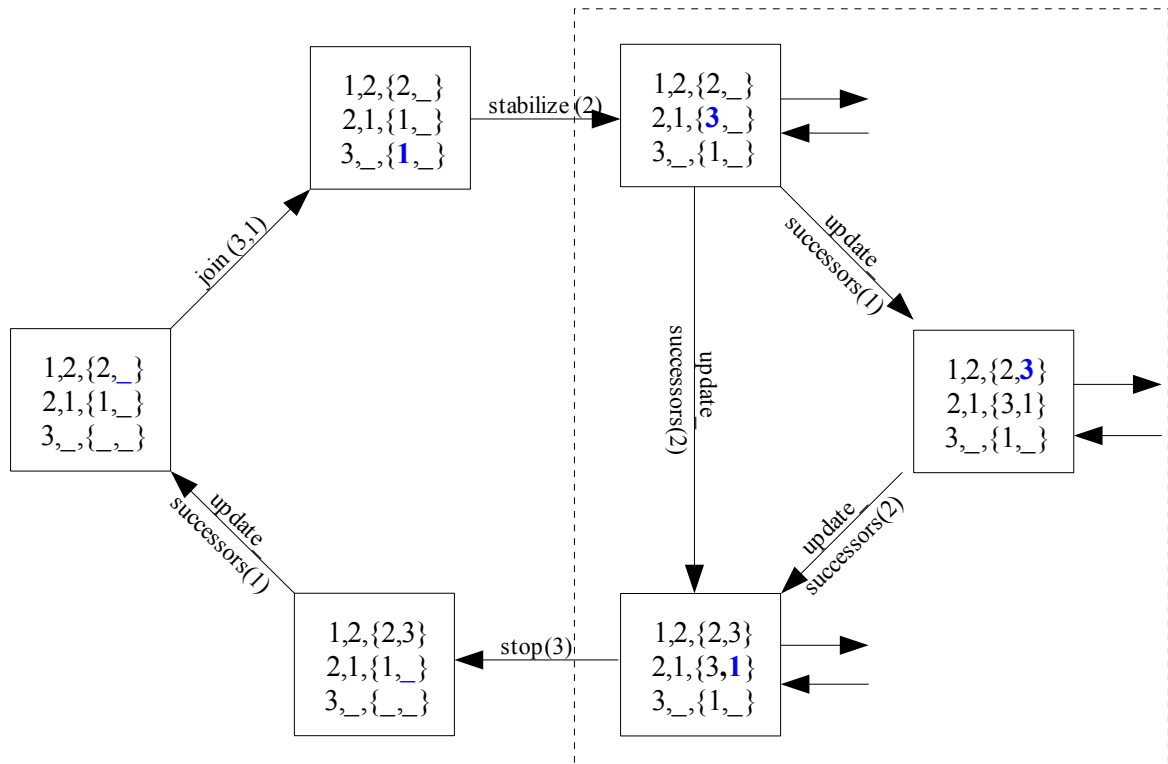 1,2,{2,_}
2,1,{1,_}
3,_,{1,_}
stabilize (2)
1,2,{2,_}
2,1,{3,_}
3,_,{1,_}
join (3,1)
update_
successors(1)
1,2,{2,_}
2,1,{1,_}
3,_,{_,_}
update_
successors(2)
1,2,{2,3}
2,1,{3,1}
3,_,{1,_}
update_
successors(1)
update_
successors(2)
1,2,{2,3}
2,1,{1,_}
3,_,{_,_}
stop(3)
1,2,{2,3}
2,1,{3,1}
3,_,{1,_}